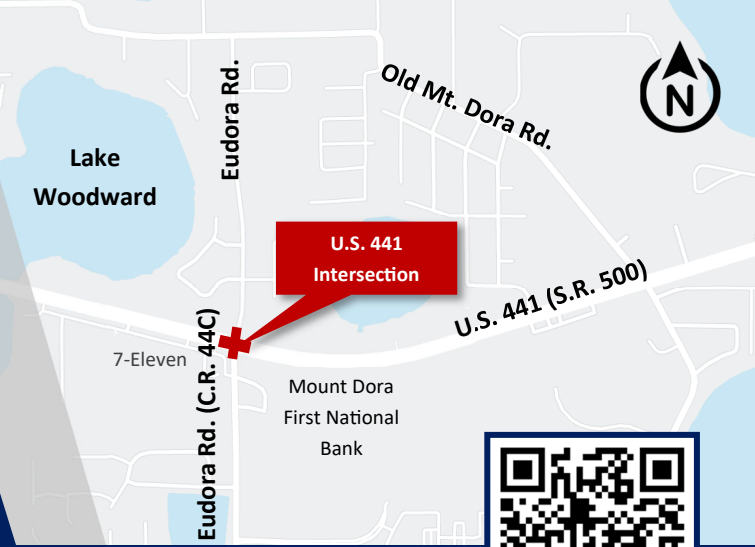 Old Mt. Dora Rd.
Eudora Rd.
N
Lake
Woodward
U.S. 441
Intersection
U.S. 441 (S.R. 500)
7-Eleven
Eudora Rd. (C.R. 44C)
Mount Dora
First National
Bank